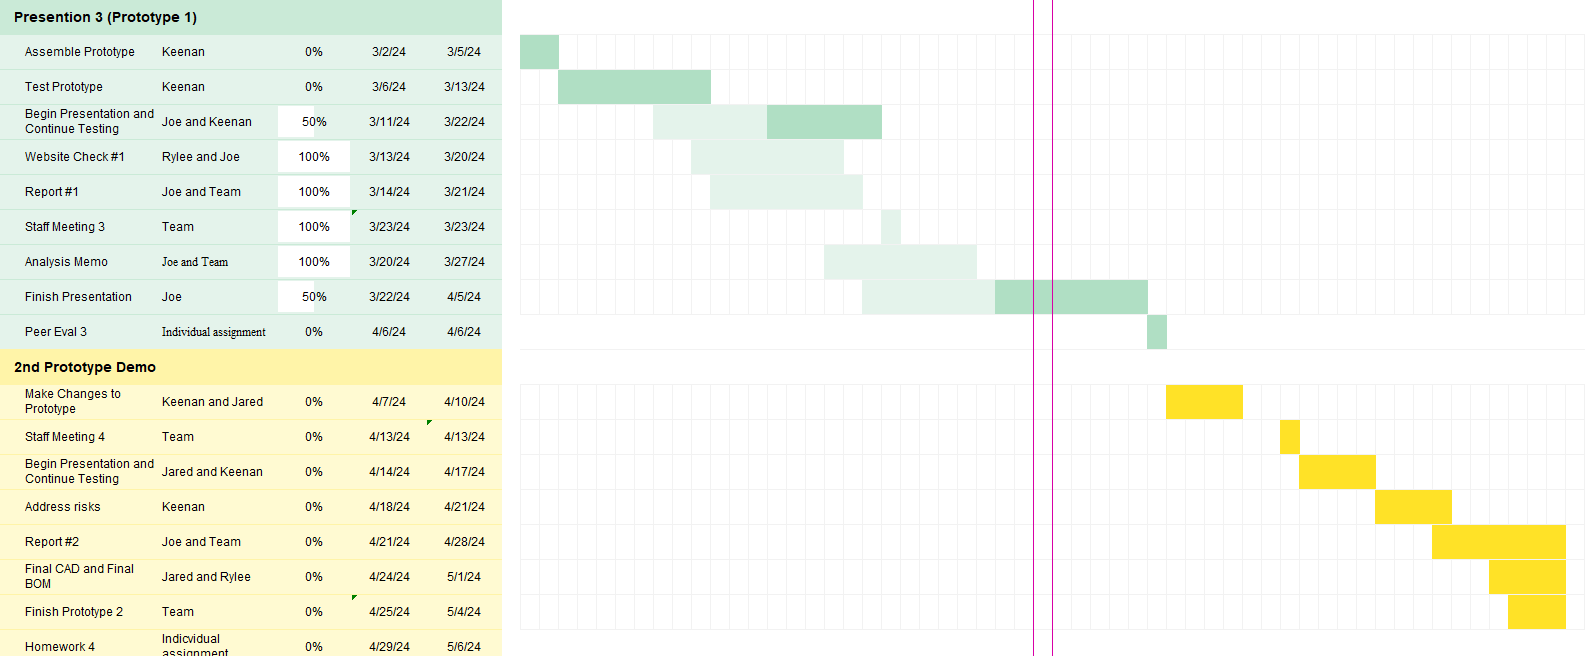 Presention 3 (Prototype 1)
Assemble Prototype Keenan 0% 3/2/24 3/5/24
Test Prototype Keenan 0% 3/6/24 3/13/24
Begin Presentation and
Continue Testing Joe and Keenan 50% 3/11/24 3/22/24
Website Check #1 Rylee and Joe 100% 3/13/24 3/20/24
Report #1 Joe and Team 100% 3/14/24 3/21/24
Staff Meeting 3 Team 100% 3/23/24 3/23/24
Analysis Memo Joe and Team 100% 3/20/24 3/27/24
Finish Presentation Joe 50% 3/22/24 4/5/24
Peer Eval 3 Individual assignment 0% 4/6/24 4/6/24
2nd Prototype Demo
Make Changes to
Prototype Keenan and Jared 0% 4/7/24 4/10/24
Staff Meeting 4 Team 0% 4/13/24 4/13/24
Begin Presentation and
Continue Testing Jared and Keenan 0% 4/14/24 4/17/24
Address risks Keenan 0% 4/18/24 4/21/24
Report #2 Joe and Team 0% 4/21/24 4/28/24
Final CAD and Final
BOM Jared and Rylee 0% 4/24/24 5/1/24
Finish Prototype 2 Team 0% 4/25/24 5/4/24
Homework 4 Indicvidual
assignment 0% 4/29/24 5/6/24